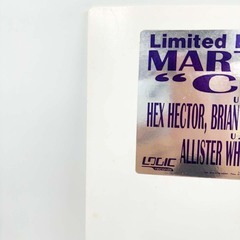 Limited
MAR
“C
HEX HECTOR, BRIAN
ALLISTER WH
LOGIC